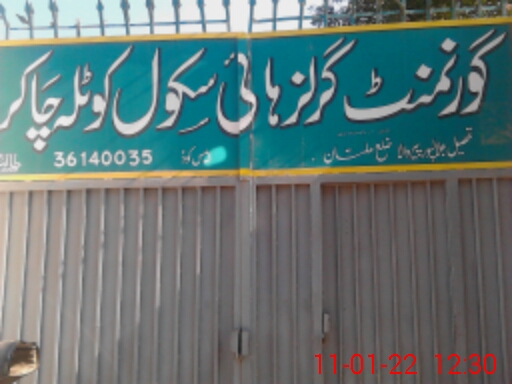 گورنمنٹ گرلز ہائی سکول کوٹلہ چاکر
تحصیل جلالپور پیروالا ضلع ملتان
36140035
11-01-22 12:30